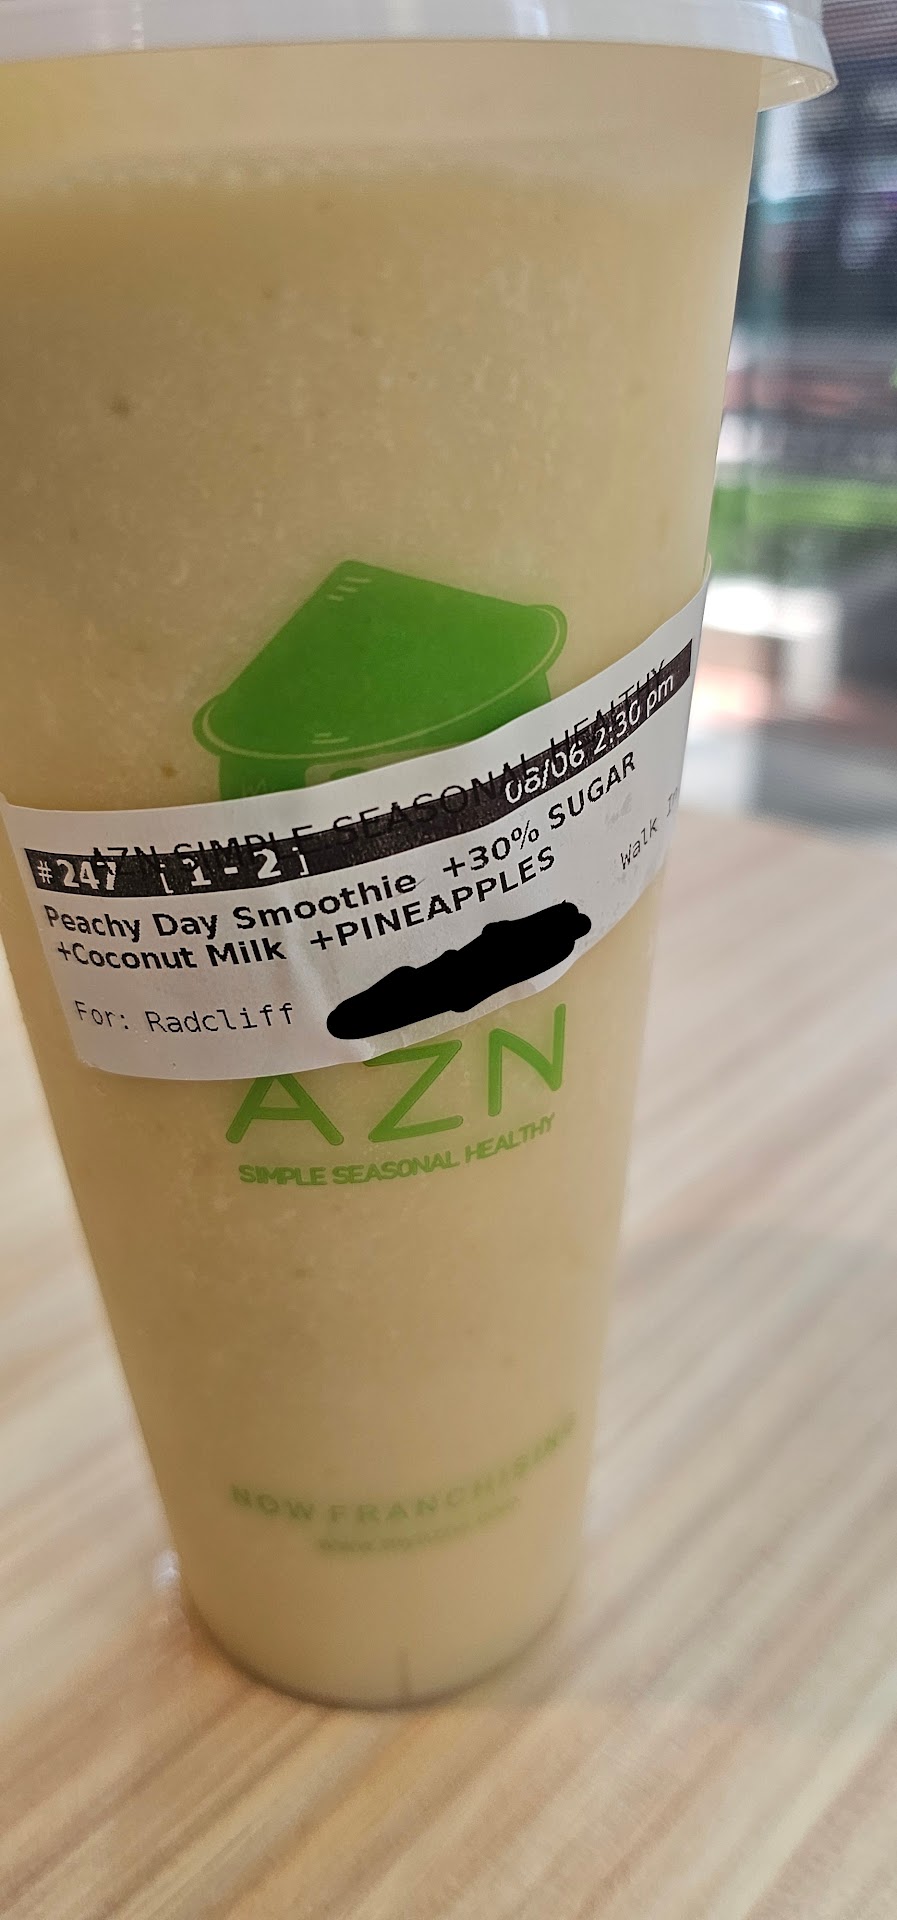 AZN SIMPLE SEASONAL HEALTHY
#247 [ 1 - 2 ] 08/06 2:30 pm
Peachy Day Smoothie +30% SUGAR
+Coconut Milk +PINEAPPLES
Walk In
For: Radcliff
AZN
SIMPLE SEASONAL HEALTHY
NOW FRANCHISING